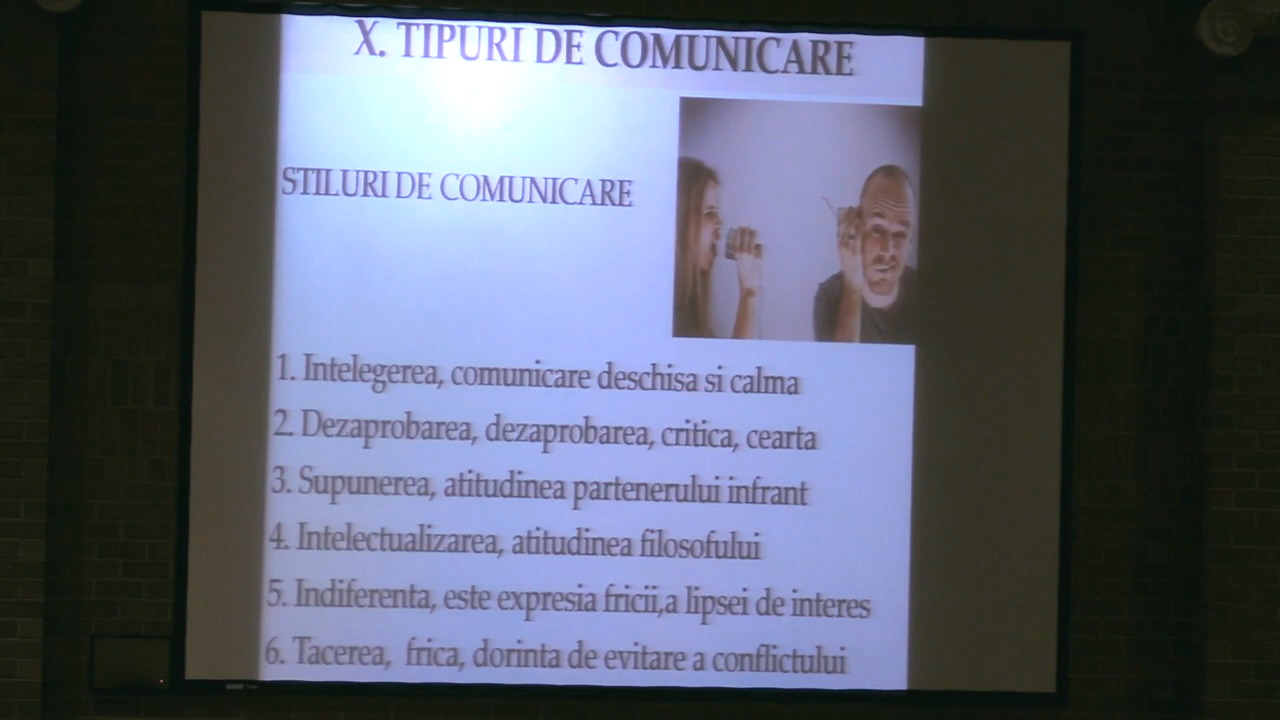 X. TIPURI DE COMUNICARE
STILURI DE COMUNICARE
1. Intelegerea, comunicare deschisa si calma
2. Dezaprobarea, dezaprobarea, critica, cearta
3. Supunerea, atitudinea partenerului infrant
4. Intelectualizarea, atitudinea filosofului
5. Indiferenta, este expresia fricii,a lipsei de interes
6. Tacerea, frica, dorinta de evitare a conflictului